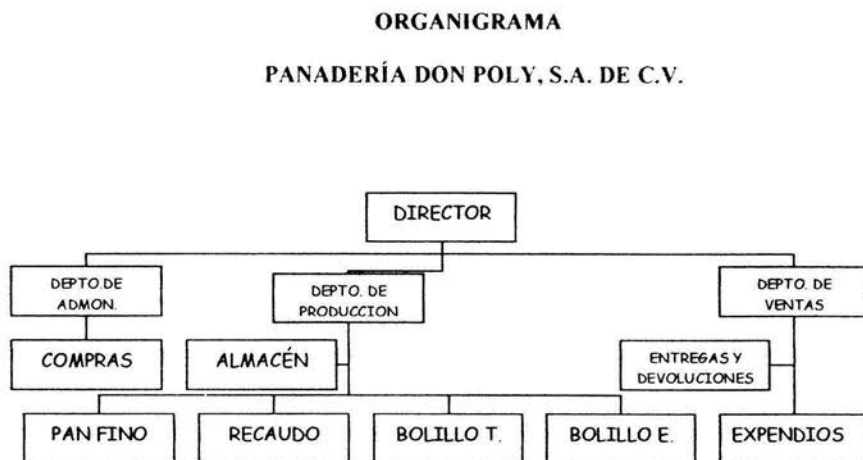 ORGANIGRAMA
PANADERÍA DON POLY, S.A. DE C.V.
DIRECTOR
DEPTO.DE
ADMON.
DEPTO. DE
PRODUCCION
DEPTO. DE
VENTAS
COMPRAS
ALMACÉN
ENTREGAS Y
DEVOLUCIONES
PAN FINO
RECAUDO
BOLILLO T.
BOLILLO E.
EXPENDIOS